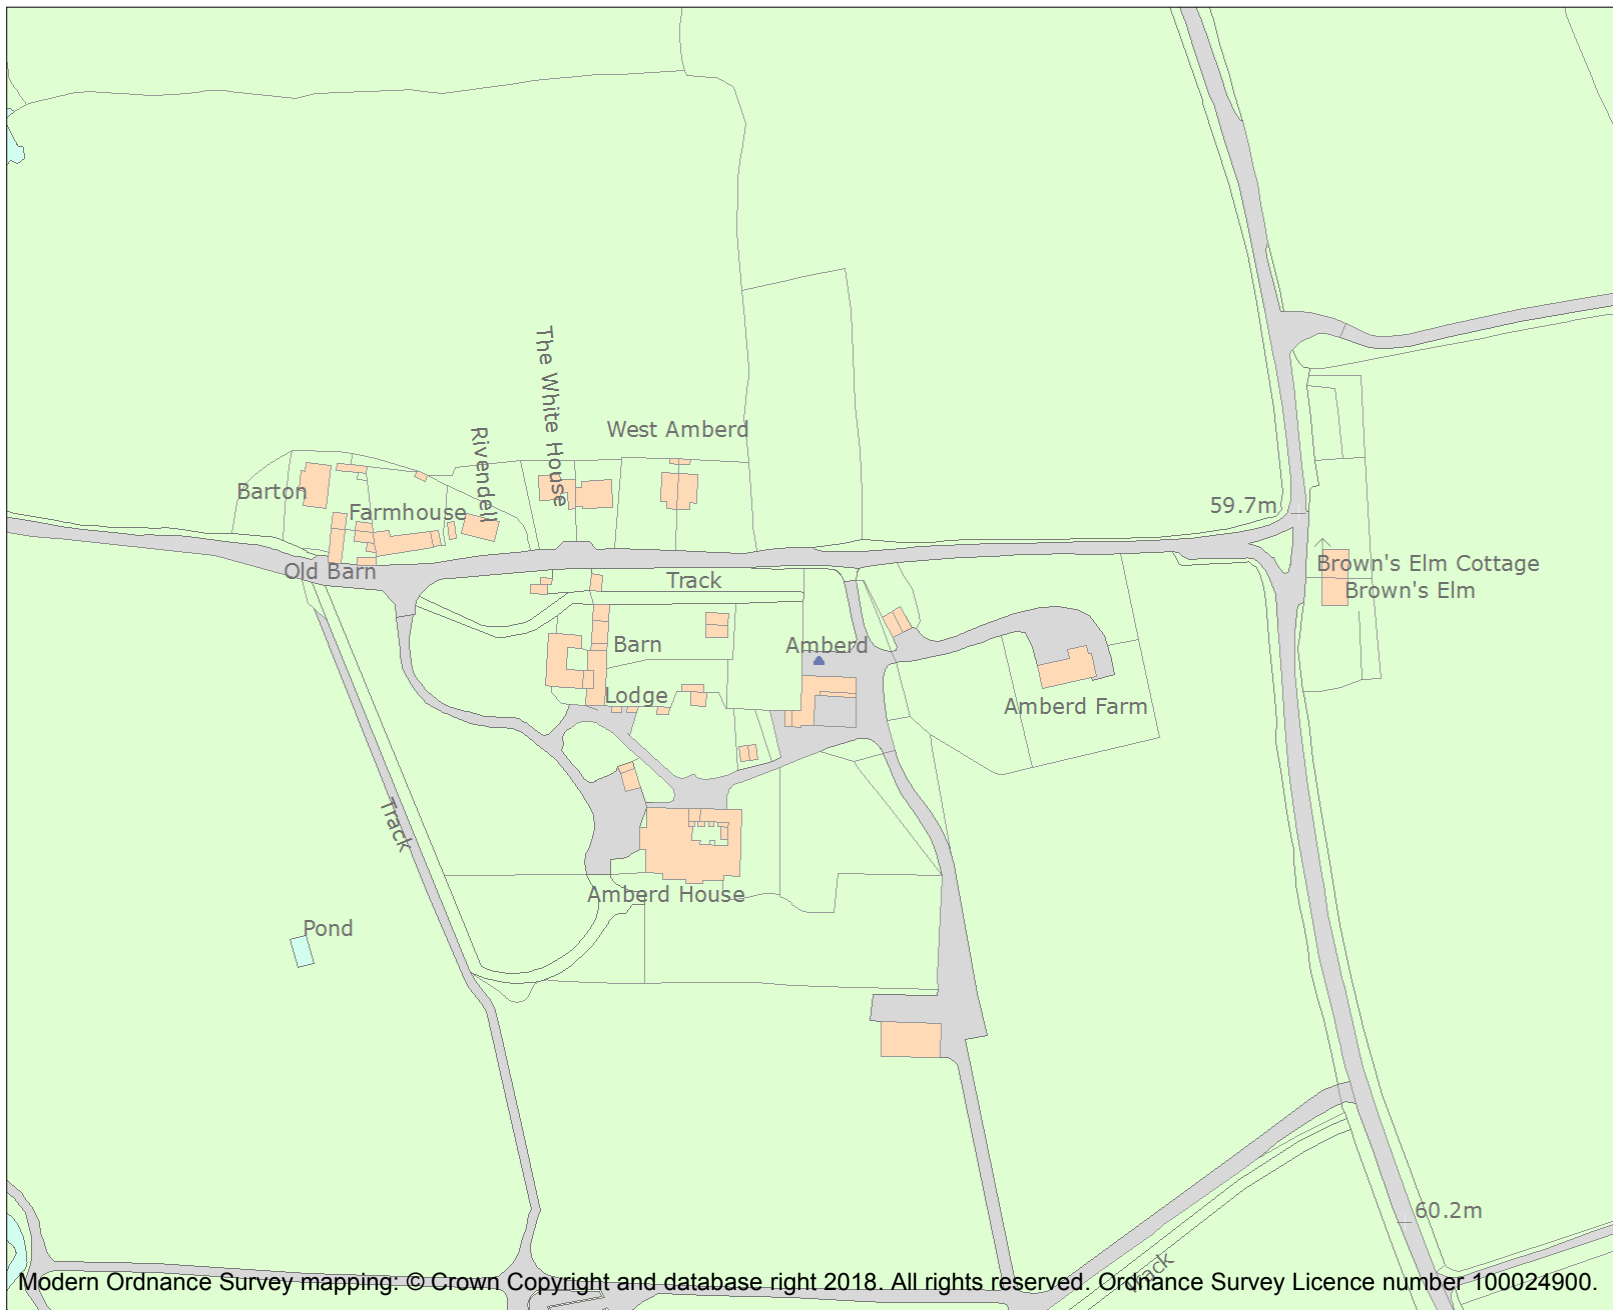 The White House
West Amberd
Rivendell
Barton
Farmhouse
59.7m
Old Barn
Track
Brown's Elm Cottage
Brown's Elm
Barn
Amberd
Lodge
Amberd Farm
Track
Amberd House
Pond
60.2m
Track
Modern Ordnance Survey mapping: © Crown Copyright and database right 2018. All rights reserved. Ordnance Survey Licence number 100024900.